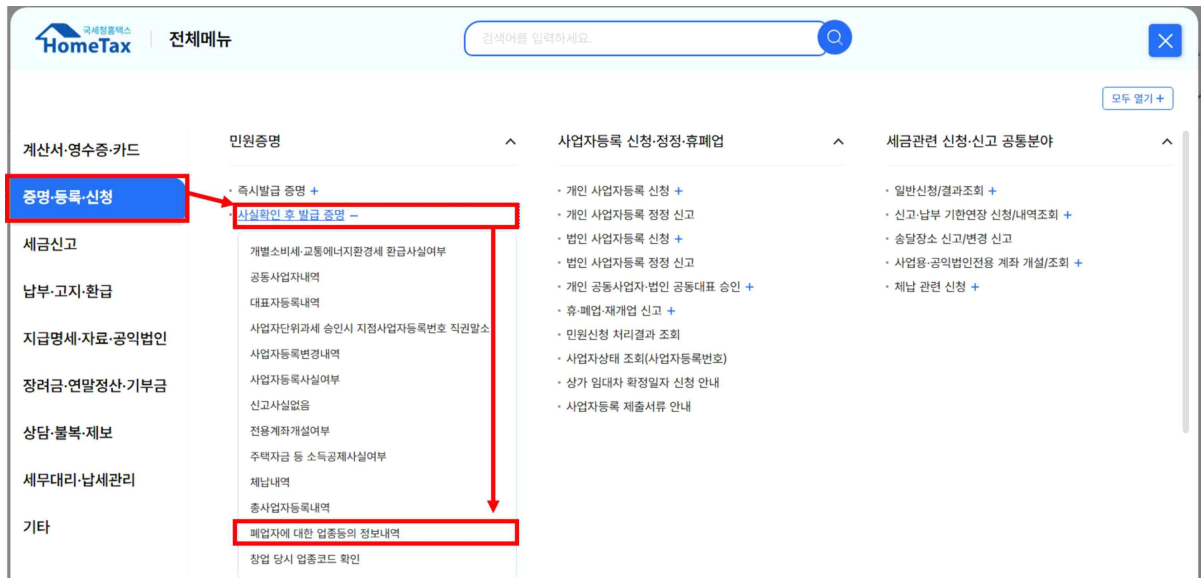 국세청홈택스
HomeTax
전체메뉴
검색어를 입력하세요.
모두 열기 +
계산서·영수증·카드
증명·등록·신청
세금신고
납부·고지·환급
지급명세·자료·공익법인
장려금·연말정산·기부금
상담·불복·제보
세무대리·납세관리
기타
민원증명
· 즉시발급 증명 +
· 사실확인 후 발급 증명 −
개별소비세·교통에너지환경세 환급사실여부
공동사업자내역
대표자등록내역
사업자단위과세 승인시 지점사업자등록번호 직권말소
사업자등록변경내역
사업자등록사실여부
신고사실없음
전용계좌개설여부
주택자금 등 소득공제사실여부
체납내역
총사업자등록내역
폐업자에 대한 업종등의 정보내역
창업 당시 업종코드 확인
사업자등록 신청·정정·휴폐업
· 개인 사업자등록 신청 +
· 개인 사업자등록 정정 신고
· 법인 사업자등록 신청 +
· 법인 사업자등록 정정 신고
· 개인 공동사업자·법인 공동대표 승인 +
· 휴·폐업·재개업 신고 +
· 민원신청 처리결과 조회
· 사업자상태 조회(사업자등록번호)
· 상가 임대차 확정일자 신청 안내
· 사업자등록 제출서류 안내
세금관련 신청·신고 공통분야
· 일반신청/결과조회 +
· 신고·납부 기한연장 신청/내역조회 +
· 송달장소 신고/변경 신고
· 사업용·공익법인전용 계좌 개설/조회 +
· 체납 관련 신청 +